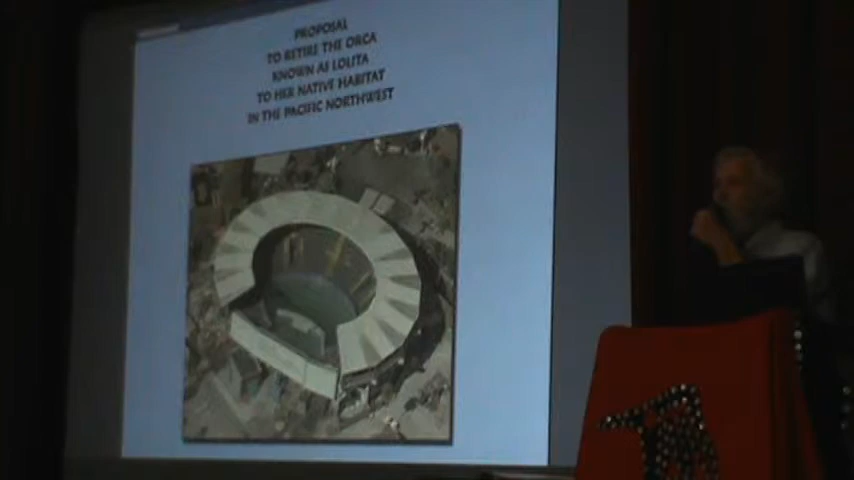 PROPOSAL
TO RETIRE THE ORCA
KNOWN AS LOLITA
TO HER NATIVE HABITAT
IN THE PACIFIC NORTHWEST